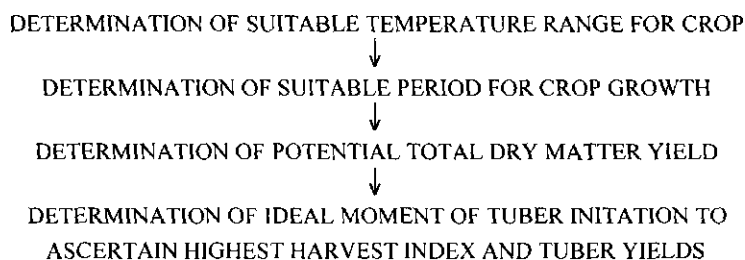 DETERMINATION OF SUITABLE TEMPERATURE RANGE FOR CROP
DETERMINATION OF SUITABLE PERIOD FOR CROP GROWTH
DETERMINATION OF POTENTIAL TOTAL DRY MATTER YIELD
DETERMINATION OF IDEAL MOMENT OF TUBER INITATION TO
ASCERTAIN HIGHEST HARVEST INDEX AND TUBER YIELDS